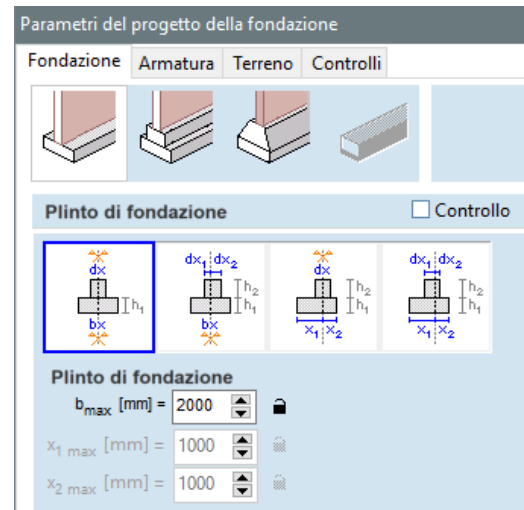 Parametri del progetto della fondazione
Fondazione Armatura Terreno Controlli
Plinto di fondazione Controllo
dx dx₁ dx₂ dx dx₁ dx₂
h₁ h₂ h₁ h₂ h₁ h₂ h₁
bx bx x₁ x₂ x₁ x₂
Plinto di fondazione
b max [mm] = 2000
x₁ max [mm] = 1000
x₂ max [mm] = 1000